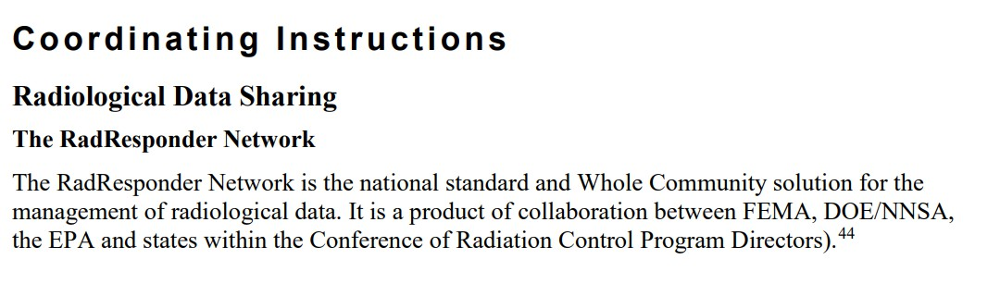 Coordinating Instructions
Radiological Data Sharing
The RadResponder Network
The RadResponder Network is the national standard and Whole Community solution for the
management of radiological data. It is a product of collaboration between FEMA, DOE/NNSA,
the EPA and states within the Conference of Radiation Control Program Directors).44